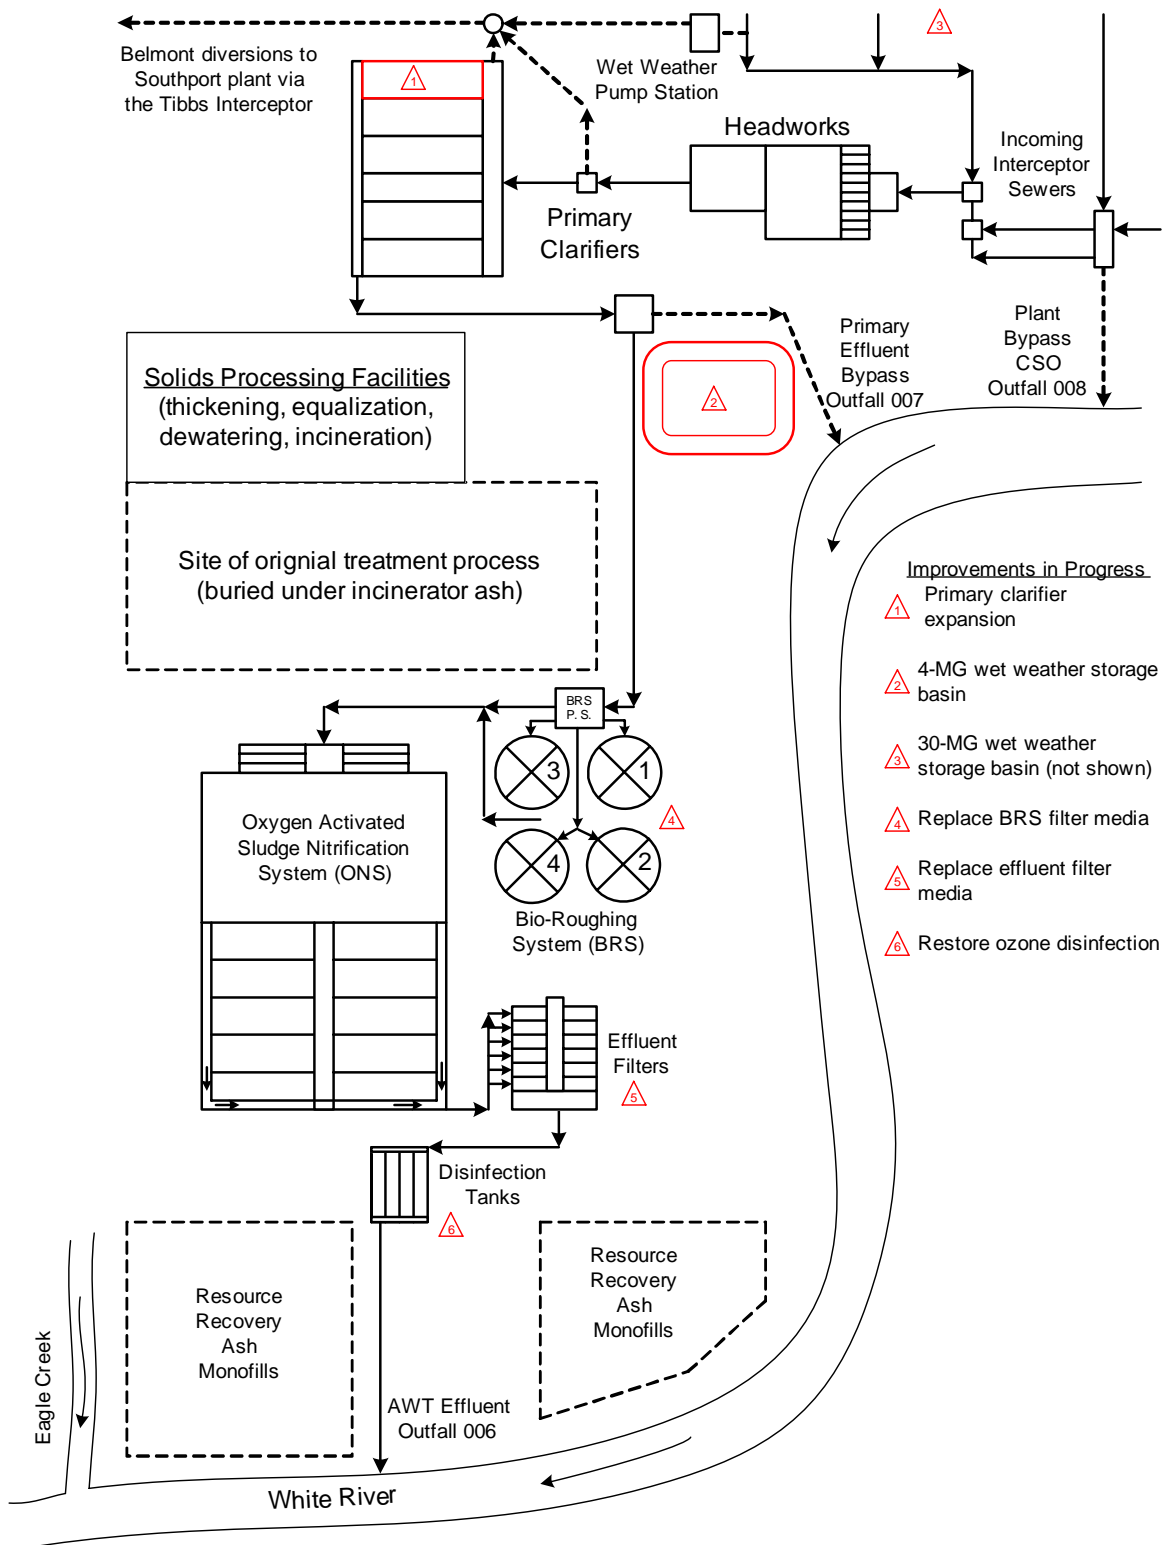 3
Belmont diversions to
Southport plant via
the Tibbs Interceptor
1
Wet Weather
Pump Station
Headworks
Incoming
Interceptor
Sewers
Primary
Clarifiers
Primary
Effluent
Bypass
Outfall 007
Plant
Bypass
CSO
Outfall 008
Solids Processing Facilities
(thickening, equalization,
dewatering, incineration)
2
Site of orignial treatment process
(buried under incinerator ash)
Improvements in Progress
1 Primary clarifier
expansion
2 4-MG wet weather storage
basin
3 30-MG wet weather
storage basin (not shown)
4 Replace BRS filter media
5 Replace effluent filter
media
6 Restore ozone disinfection
BRS
P. S.
3
1
4
4
2
Bio-Roughing
System (BRS)
Oxygen Activated
Sludge Nitrification
System (ONS)
Effluent
Filters
5
Disinfection
Tanks
6
Resource
Recovery
Ash
Monofills
Resource
Recovery
Ash
Monofills
Eagle Creek
AWT Effluent
Outfall 006
White River